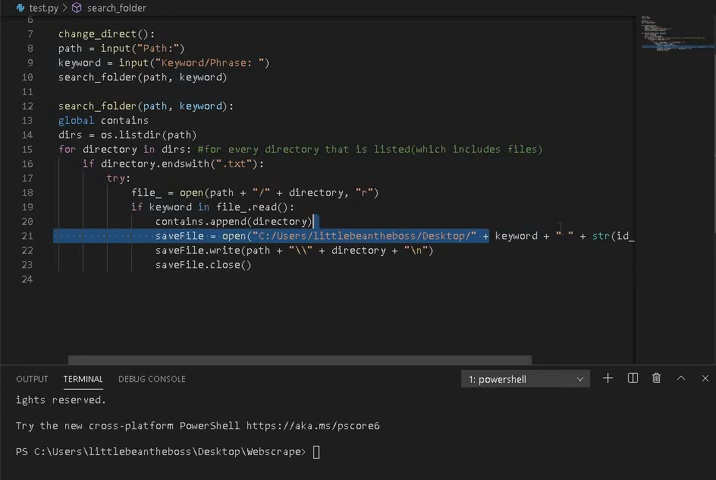 test.py > search_folder
6
7 change_direct():
8 path = input("Path:")
9 keyword = input("Keyword/Phrase: ")
10 search_folder(path, keyword)
11
12 search_folder(path, keyword):
13 global contains
14 dirs = os.listdir(path)
15 for directory in dirs: #for every directory that is listed(which includes files)
16 if directory.endswith(".txt"):
17 try:
18 file_ = open(path + "/" + directory, "r")
19 if keyword in file_.read():
20 contains.append(directory)
21 saveFile = open("C:/Users/littlebeantheboss/Desktop/" + keyword + " " + str(id_
22 saveFile.write(path + "\\" + directory + "\n")
23 saveFile.close()
24
OUTPUT TERMINAL DEBUG CONSOLE 1: powershell
ights reserved.
Try the new cross-platform PowerShell https://aka.ms/pscore6
PS C:\Users\littlebeantheboss\Desktop\Webscrape>